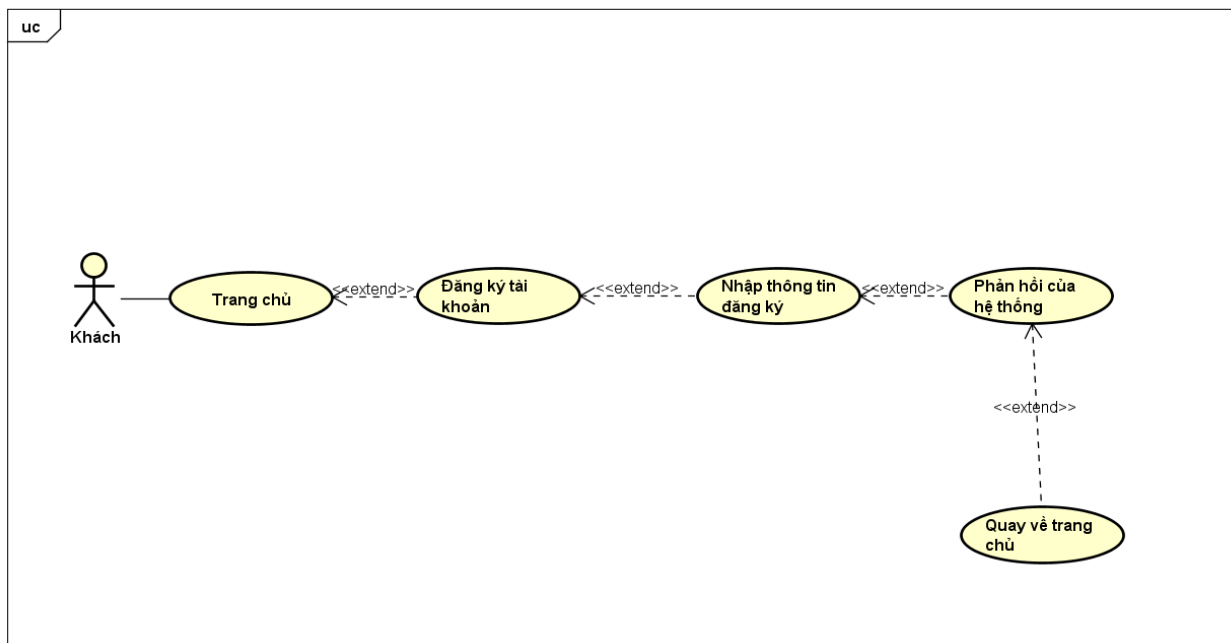 uc
Khách
Trang chủ
<<extend>>
Đăng ký tài
khoản
<<extend>>
Nhập thông tin
đăng ký
<<extend>>
Phản hồi của
hệ thống
<<extend>>
Quay về trang
chủ